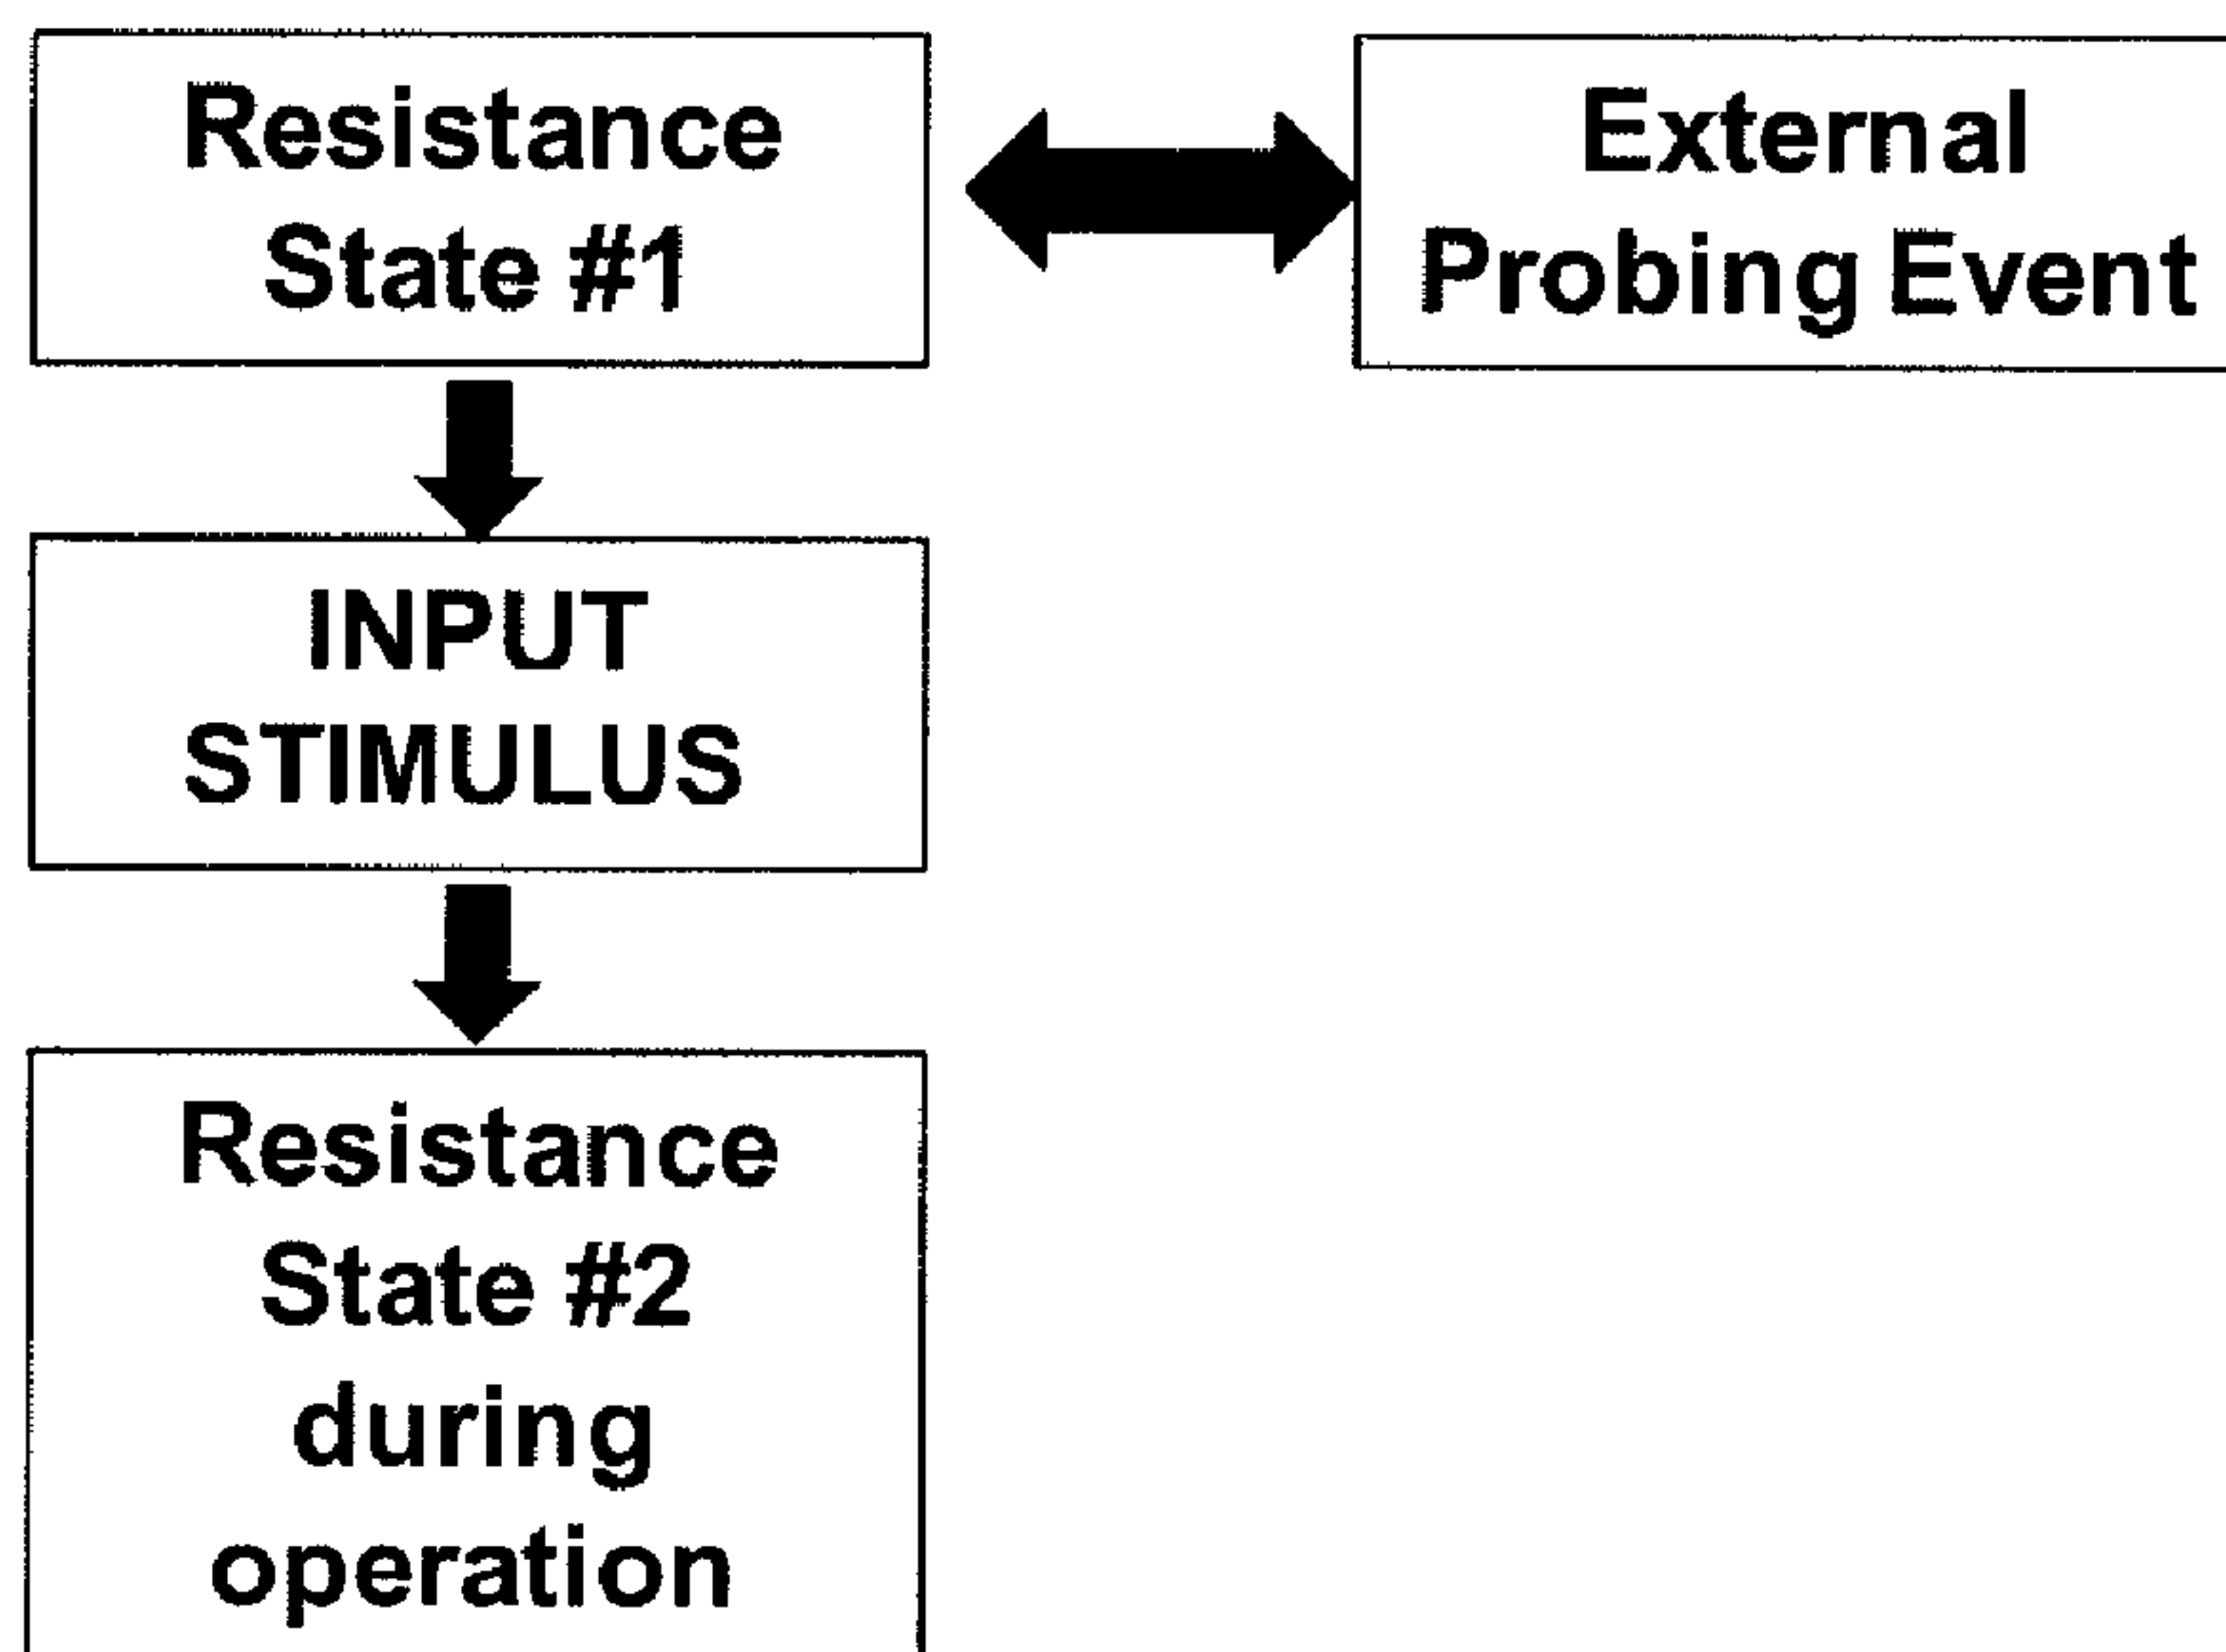 Resistance
State #1
External
Probing Event
INPUT
STIMULUS
Resistance
State #2
during
operation